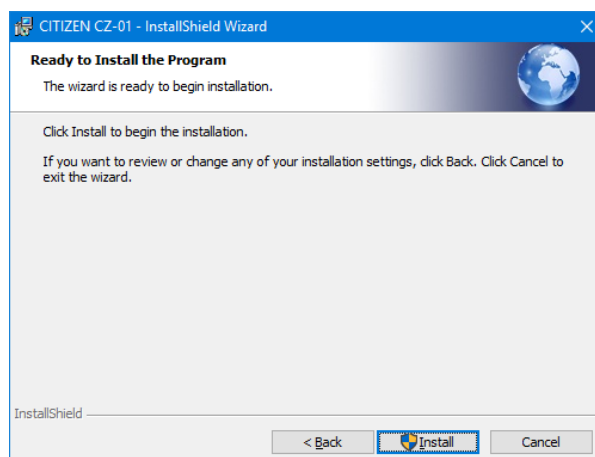 CITIZEN CZ-01 - InstallShield Wizard
Ready to Install the Program
The wizard is ready to begin installation.
Click Install to begin the installation.
If you want to review or change any of your installation settings, click Back. Click Cancel to
exit the wizard.
InstallShield
< Back Install Cancel